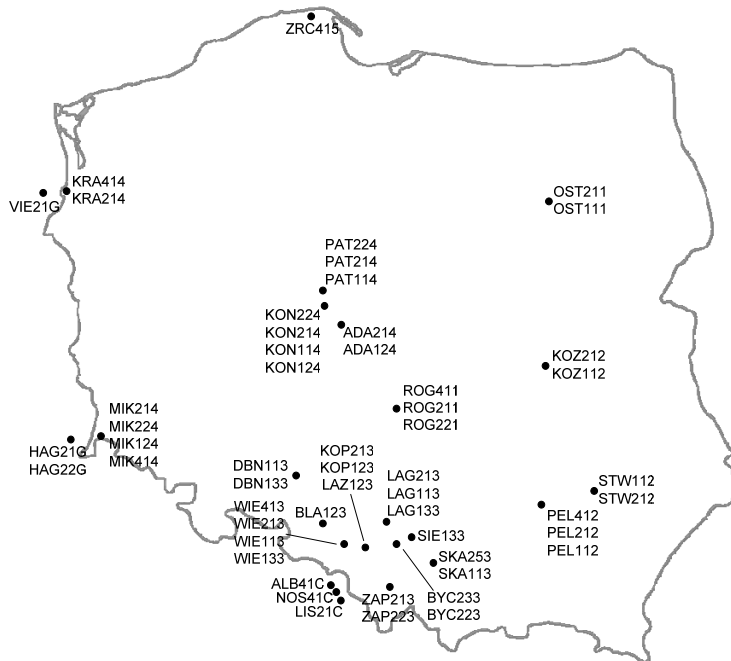 ZRC415
KRA414
KRA214
VIE21G
OST211
OST111
PAT224
PAT214
PAT114
KON224
KON214
KON114
KON124
ADA214
ADA124
KOZ212
KOZ112
ROG411
ROG211
ROG221
MIK214
MIK224
MIK124
MIK414
HAG21G
HAG22G
DBN113
DBN133
KOP213
KOP123
LAZ123
LAG213
LAG113
LAG133
STW112
STW212
WIE413
WIE213
WIE113
WIE133
BLA123
PEL412
PEL212
PEL112
SIE133
SKA253
SKA113
ALB41C
NOS41C
LIS21C
ZAP213
ZAP223
BYC233
BYC223